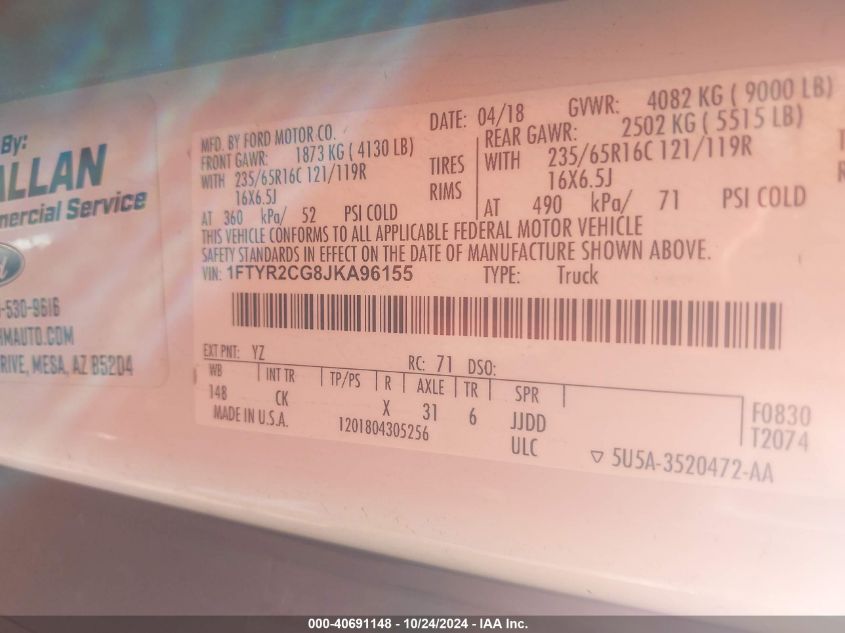 By:
ALLAN
mercial Service
-530-9616
HMAUTO.COM
RIVE, MESA, AZ 85204
MFD. BY FORD MOTOR CO.
DATE: 04/18
GVWR: 4082 KG ( 9000 LB)
FRONT GAWR: 1873 KG ( 4130 LB)
REAR GAWR: 2502 KG ( 5515 LB)
WITH 235/65R16C 121/119R TIRES
WITH 235/65R16C 121/119R
16X6.5J RIMS
16X6.5J
AT 360 kPa/ 52 PSI COLD
AT 490 kPa/ 71 PSI COLD
THIS VEHICLE CONFORMS TO ALL APPLICABLE FEDERAL MOTOR VEHICLE
SAFETY STANDARDS IN EFFECT ON THE DATE OF MANUFACTURE SHOWN ABOVE.
VIN: 1FTYR2CG8JKA96155 TYPE: Truck
EXT PNT: YZ RC: 71 DSO:
WB INT TR TP/PS R AXLE TR SPR
148 CK X 31 6 JJDD
MADE IN U.S.A. 1201804305256 ULC
F0830
T2074
5U5A-3520472-AA
000-40691148 - 10/24/2024 - IAA Inc.